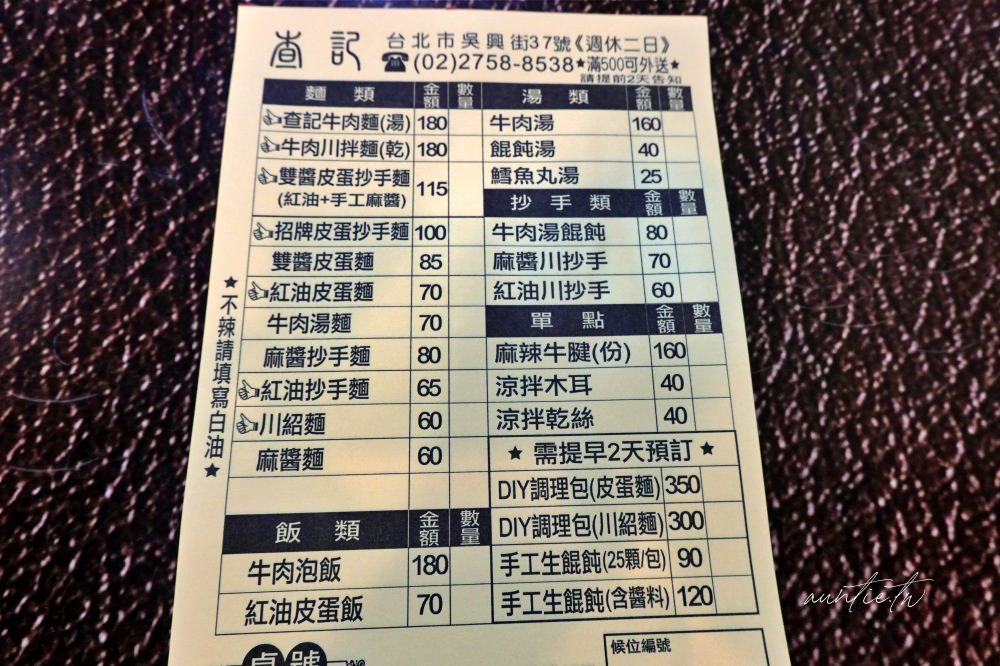 查記
台北市吳興街37號《週休二日》
☎(02)2758-8538★滿500可外送★
請提前2天告知
麵類 金額 數量
查記牛肉麵(湯) 180
牛肉川拌麵(乾) 180
雙醬皮蛋抄手麵 115
(紅油+手工麻醬)
招牌皮蛋抄手麵 100
雙醬皮蛋麵 85
紅油皮蛋麵 70
牛肉湯麵 70
麻醬抄手麵 80
紅油抄手麵 65
川紹麵 60
麻醬麵 60
飯類 金額 數量
牛肉泡飯 180
紅油皮蛋飯 70
湯類 金額 數量
牛肉湯 160
餛飩湯 40
鱈魚丸湯 25
抄手類 金額 數量
牛肉湯餛飩 80
麻醬川抄手 70
紅油川抄手 60
單點 金額 數量
麻辣牛腱(份) 160
涼拌木耳 40
涼拌乾絲 40
★ 需提早2天預訂 ★
DIY調理包(皮蛋麵) 350
DIY調理包(川紹麵) 300
手工生餛飩(25顆/包) 90
手工生餛飩(含醬料) 120
★不辣請填寫白油★
桌號
候位編號
auntie.tw